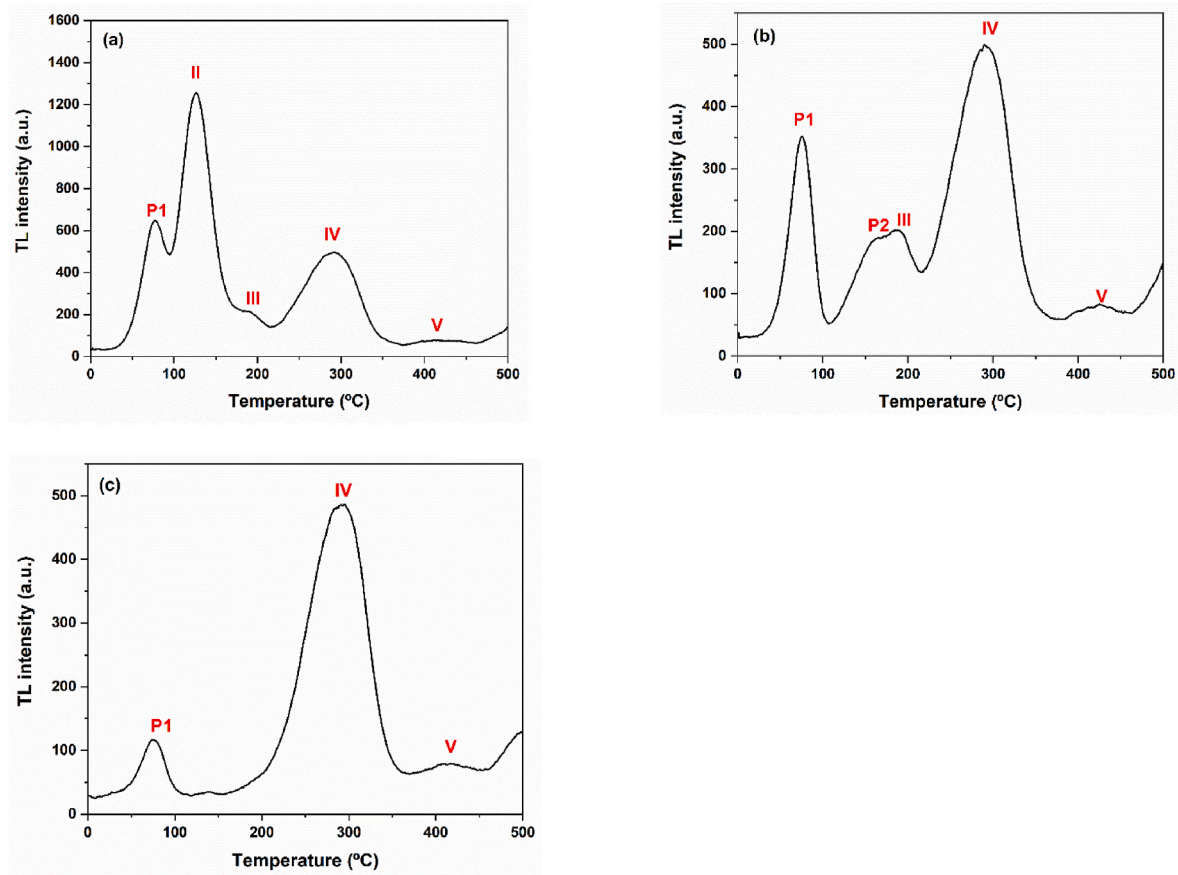 (a)
TL intensity (a.u.)
1600
1400
1200
1000
800
600
400
200
0
P1
II
III
IV
V
0 100 200 300 400 500
Temperature (ºC)
(b)
TL intensity (a.u.)
500
400
300
200
100
0
P1
P2
III
IV
V
0 100 200 300 400 500
Temperature (ºC)
(c)
TL intensity (a.u.)
500
400
300
200
100
0
P1
IV
V
0 100 200 300 400 500
Temperature (ºC)